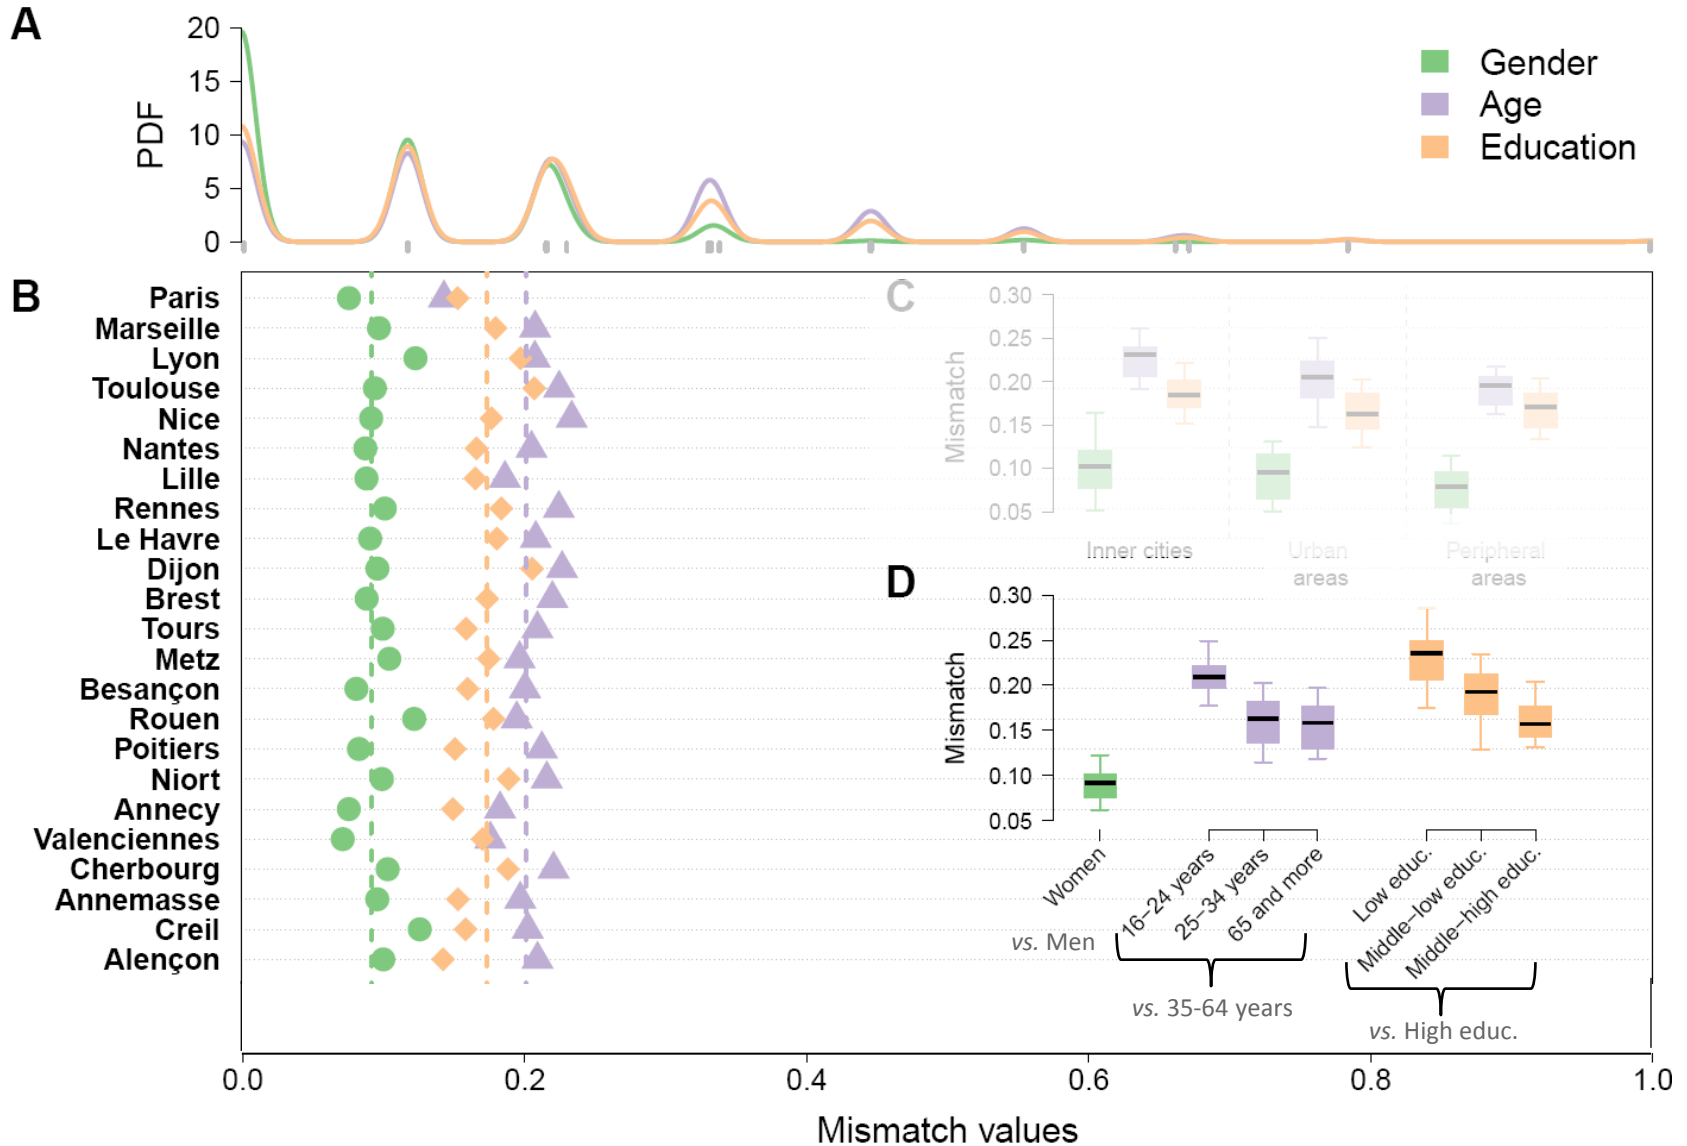 A
20
15
10
5
0
PDF
Gender
Age
Education
B
Paris
Marseille
Lyon
Toulouse
Nice
Nantes
Lille
Rennes
Le Havre
Dijon
Brest
Tours
Metz
Besançon
Rouen
Poitiers
Niort
Annecy
Valenciennes
Cherbourg
Annemasse
Creil
Alençon
C
0.30
0.25
0.20
0.15
0.10
0.05
Mismatch
Inner cities
Urban
areas
Peripheral
areas
D
0.30
0.25
0.20
0.15
0.10
0.05
Mismatch
Women
16−24 years
25−34 years
65 and more
Low educ.
Middle−low educ.
Middle−high educ.
vs. Men
vs. 35-64 years
vs. High educ.
0.0
0.2
0.4
0.6
0.8
1.0
Mismatch values